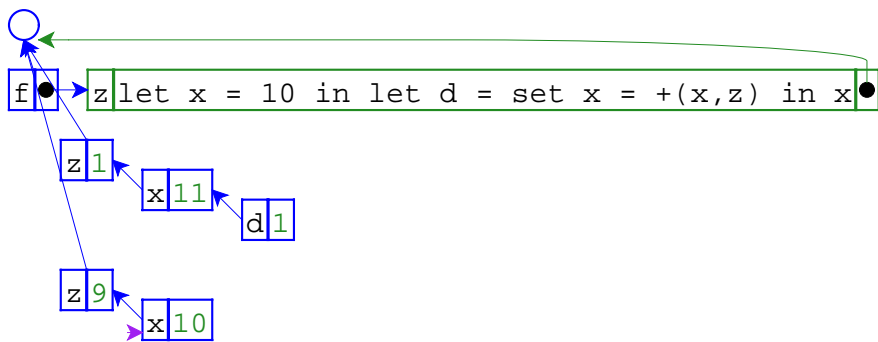 f z let x = 10 in let d = set x = +(x,z) in x
z 1
x 11
d 1
z 9
x 10